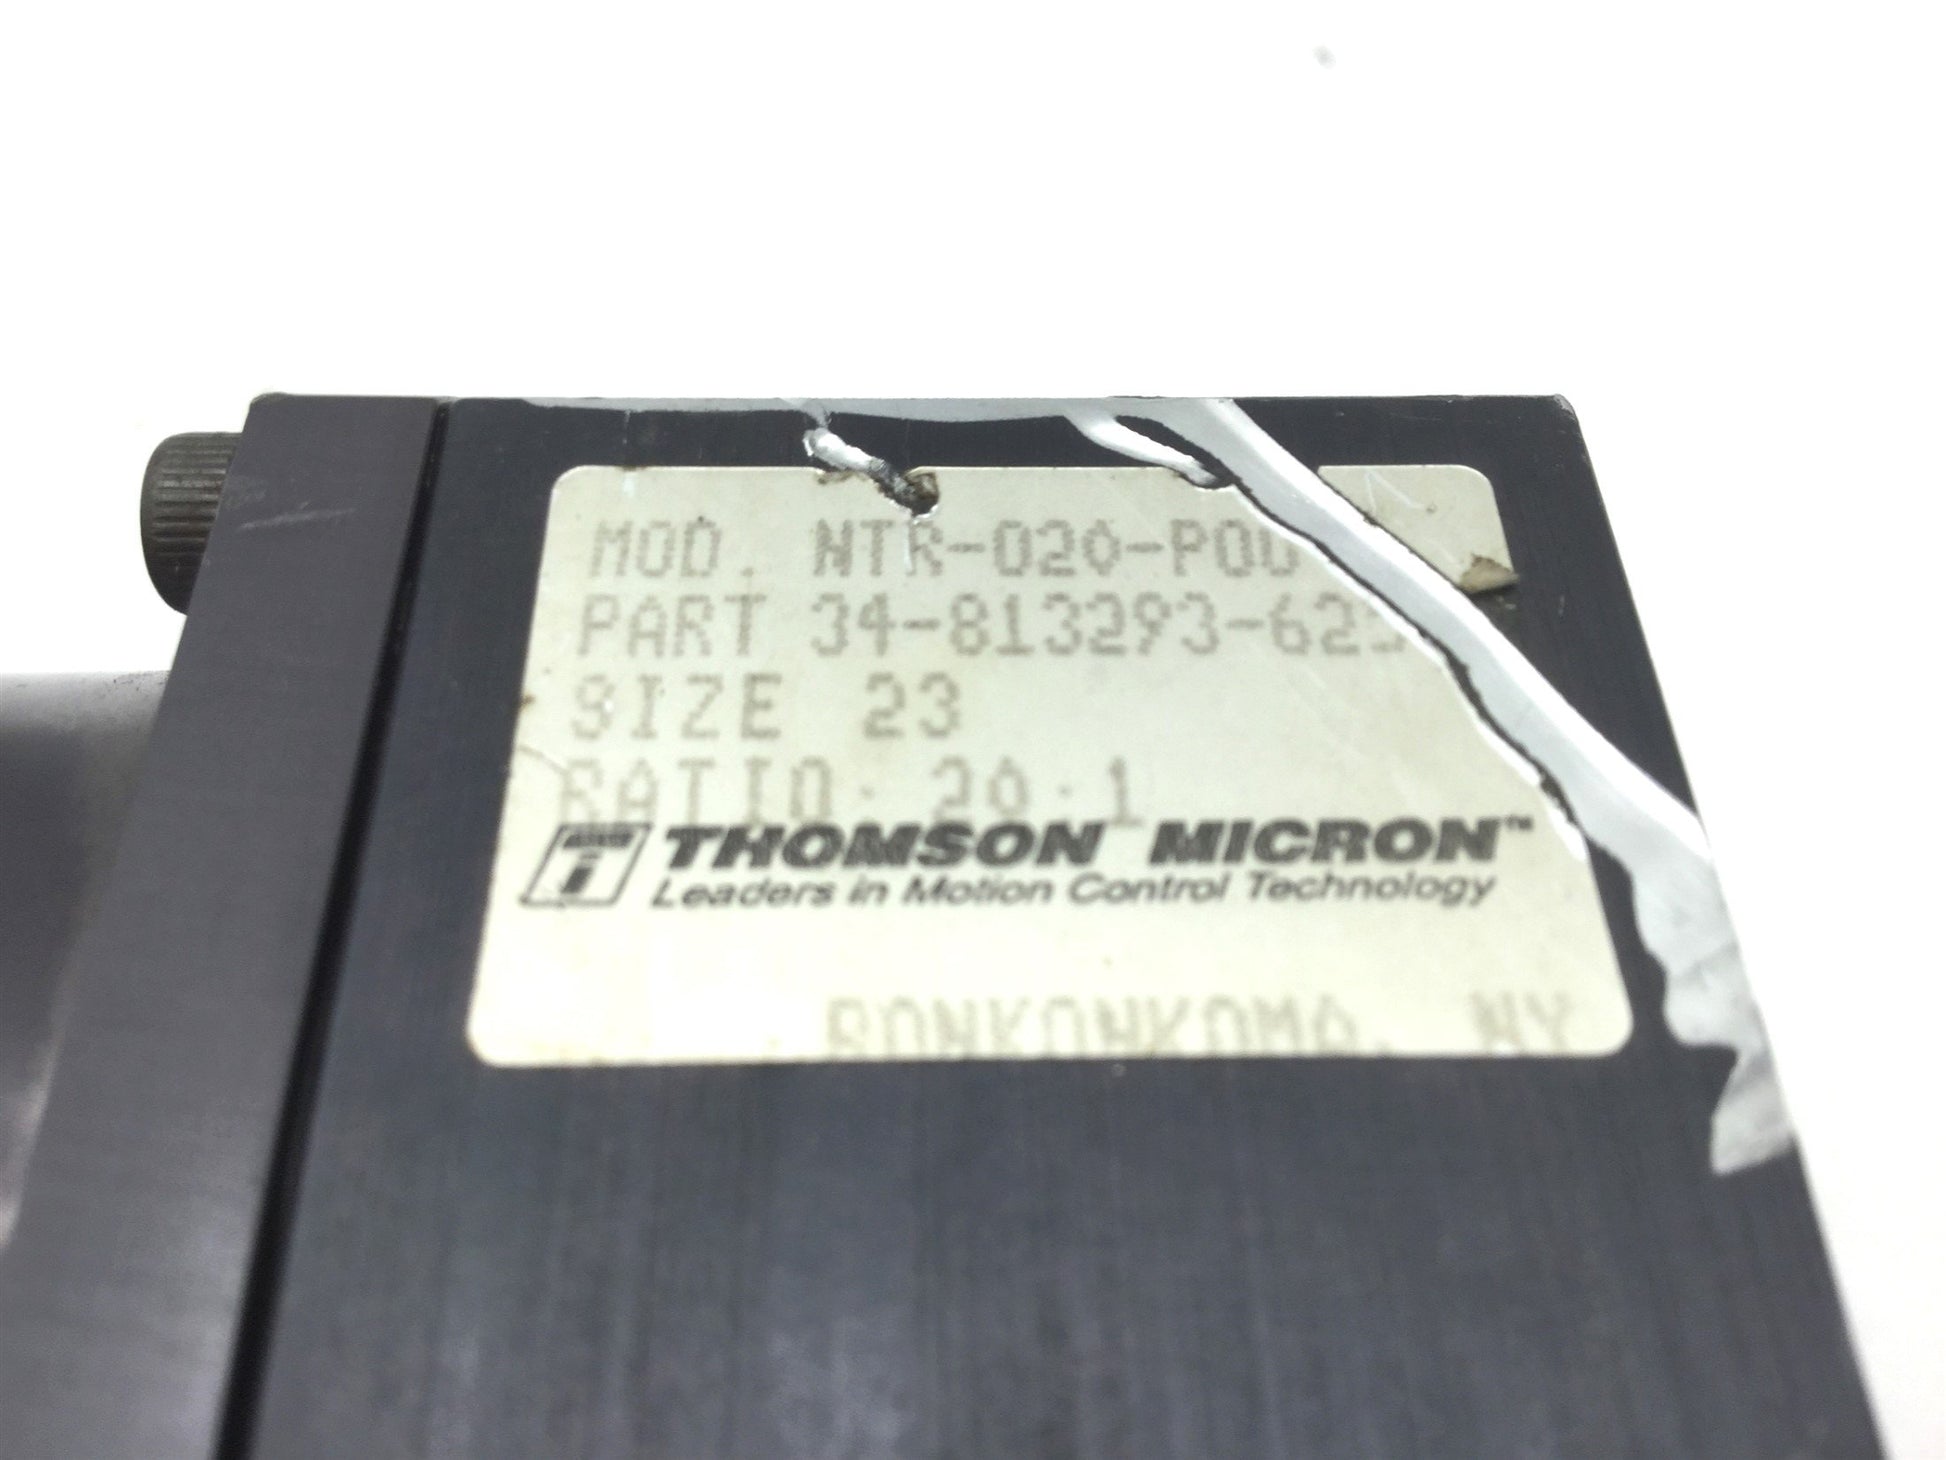 MOD. NTR-020-P00
PART 34-813293-625
SIZE 23
RATIO: 20:1
THOMSON MICRON™
Leaders in Motion Control Technology
RONKONKOMA, NY